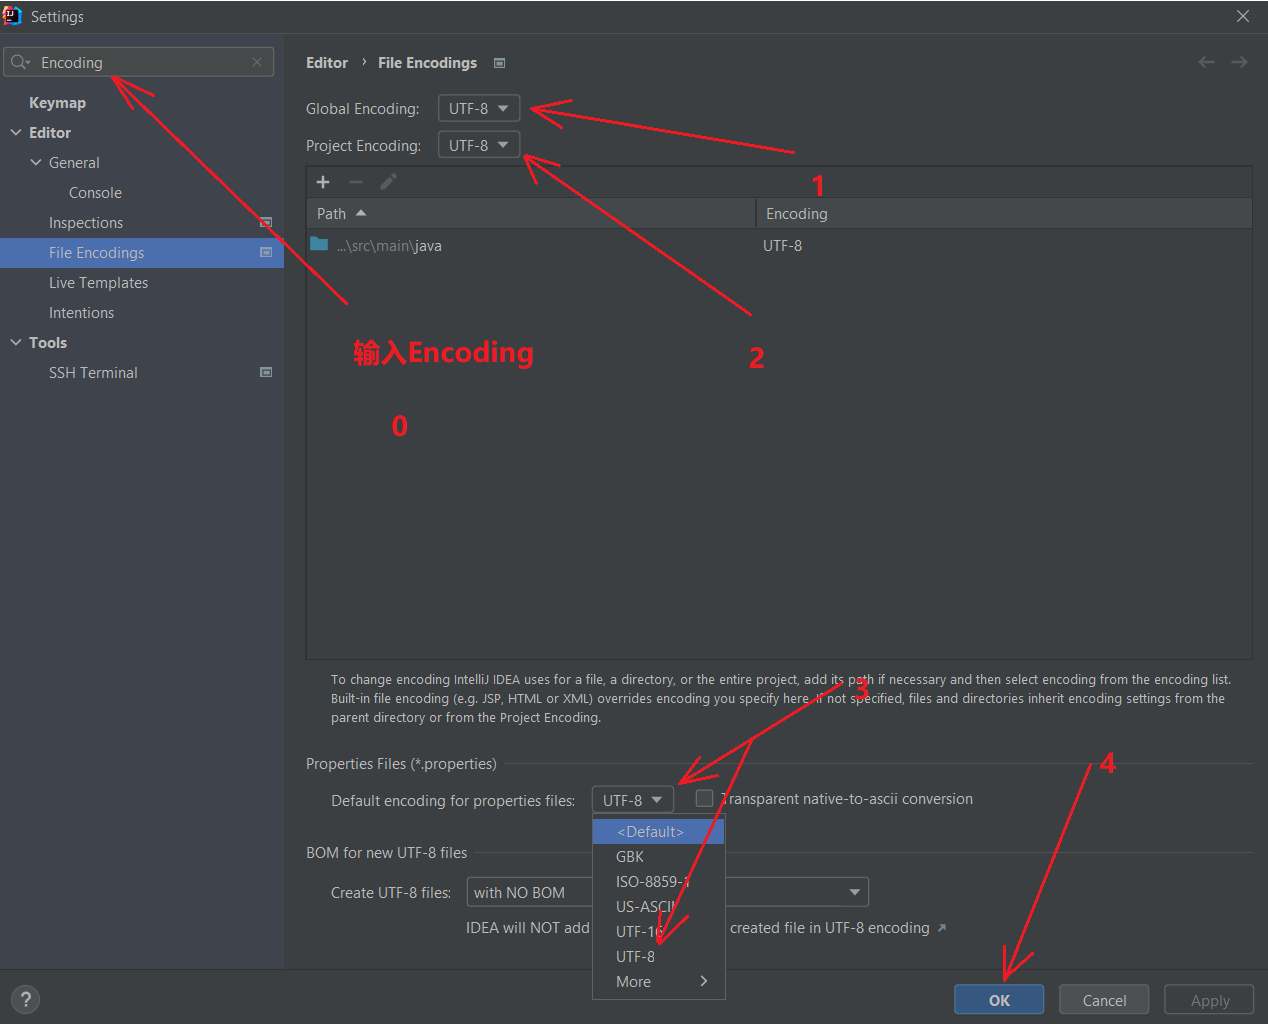 Settings
Encoding
Keymap
Editor
General
Console
Inspections
File Encodings
Live Templates
Intentions
Tools
SSH Terminal
Editor › File Encodings
Global Encoding: UTF-8
Project Encoding: UTF-8
1
Path Encoding
...\src\main\java UTF-8
输入Encoding
2
0
To change encoding IntelliJ IDEA uses for a file, a directory, or the entire project, add its path if necessary and then select encoding from the encoding list.
Built-in file encoding (e.g. JSP, HTML or XML) overrides encoding you specify here. If not specified, files and directories inherit encoding settings from the
parent directory or from the Project Encoding.
3
Properties Files (*.properties)
4
Default encoding for properties files: UTF-8 Transparent native-to-ascii conversion
<Default>
GBK
ISO-8859-1
US-ASCII
UTF-16
UTF-8
More
BOM for new UTF-8 files
Create UTF-8 files: with NO BOM
IDEA will NOT add created file in UTF-8 encoding
?
OK
Cancel
Apply